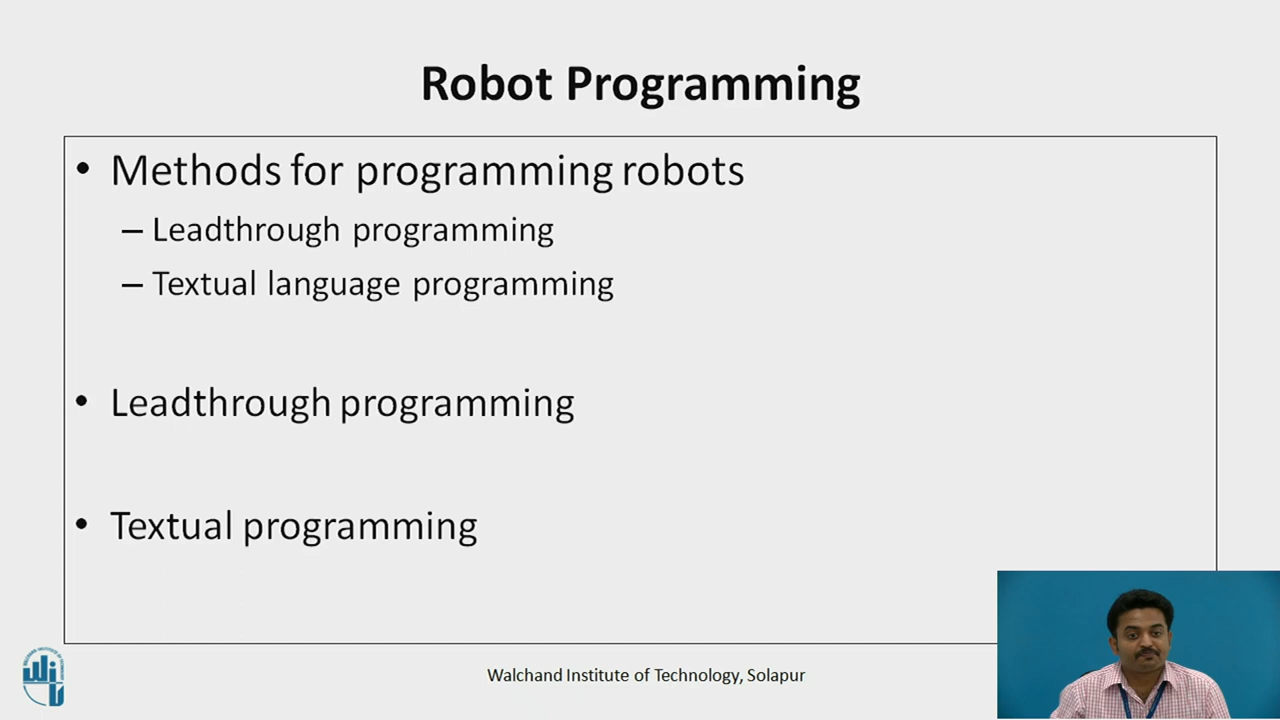 Robot Programming
• Methods for programming robots
– Leadthrough programming
– Textual language programming
• Leadthrough programming
• Textual programming
Walchand Institute of Technology, Solapur